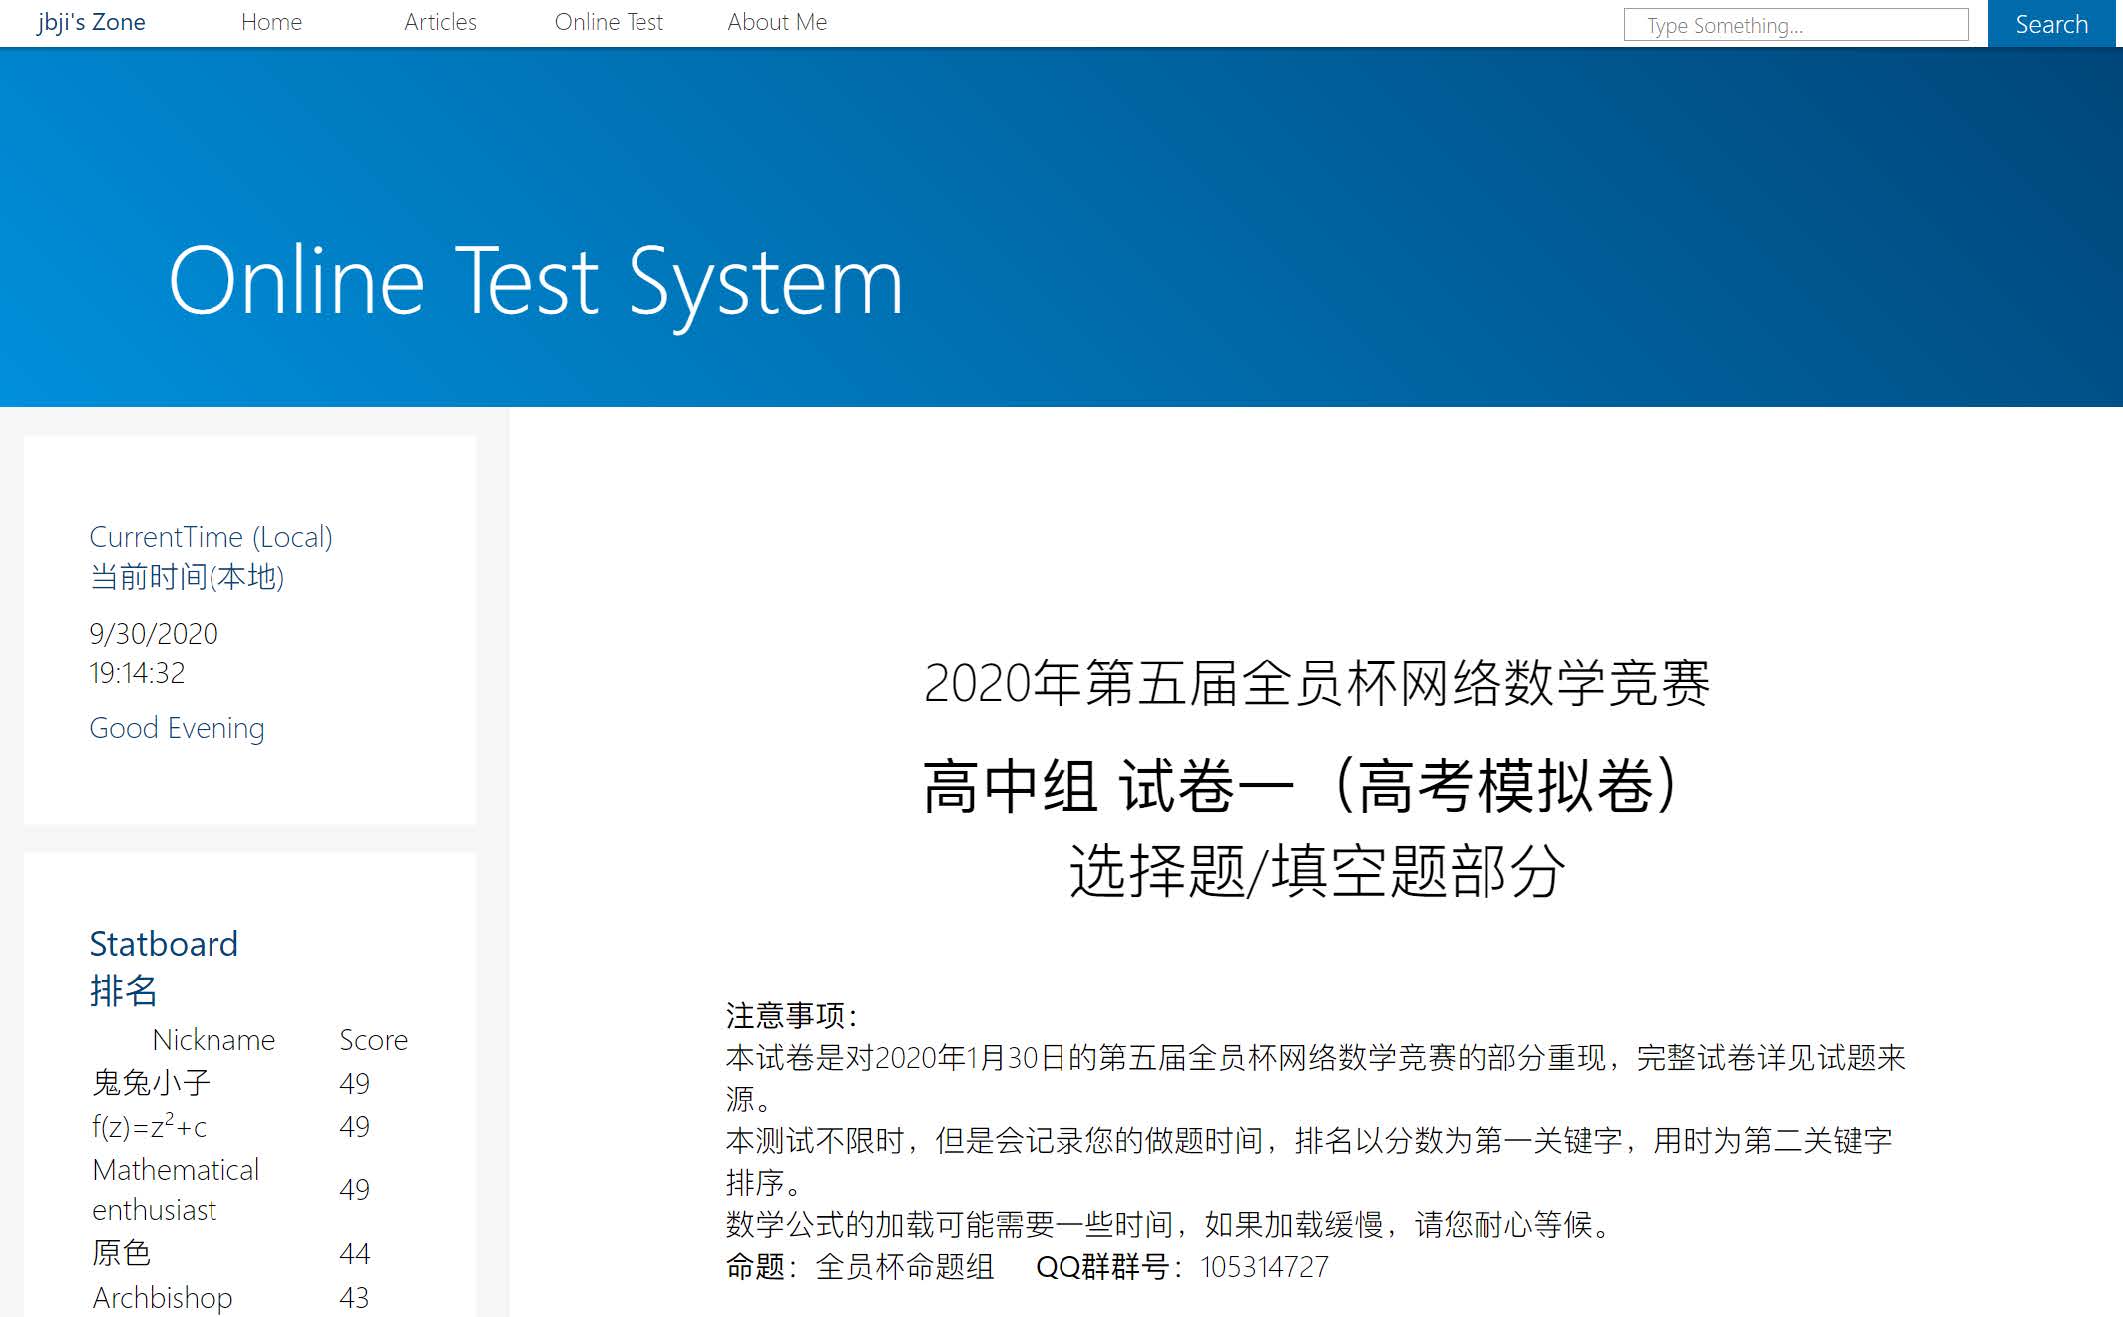 jbji's Zone Home Articles Online Test About Me Type Something... Search
Online Test System
CurrentTime (Local)
当前时间(本地)
9/30/2020
19:14:32
Good Evening
Statboard
排名
Nickname Score
鬼兔小子 49
f(z)=z²+c 49
Mathematical
enthusiast 49
原色 44
Archbishop 43
2020年第五届全员杯网络数学竞赛
高中组 试卷一（高考模拟卷）
选择题/填空题部分
注意事项：
本试卷是对2020年1月30日的第五届全员杯网络数学竞赛的部分重现，完整试卷详见试题来
源。
本测试不限时，但是会记录您的做题时间，排名以分数为第一关键字，用时为第二关键字
排序。
数学公式的加载可能需要一些时间，如果加载缓慢，请您耐心等候。
命题：全员杯命题组 QQ群群号：105314727